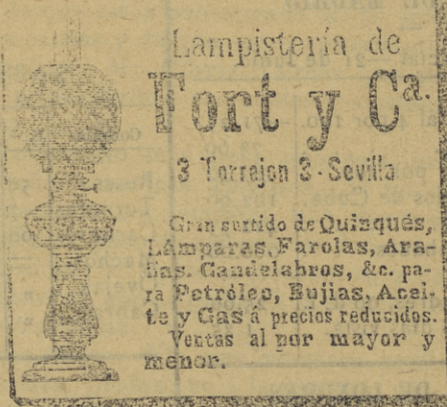 Lampistería de
Fort y Ca.
3 Torrejon 3 - Sevilla
Gran surtido de Quinqués,
Lámparas, Farolas, Ara-
ñas, Candelabros, &c. pa-
ra Petróleo, Bujias, Acei-
te y Gas á precios reducidos.
Ventas al por mayor y
menor.